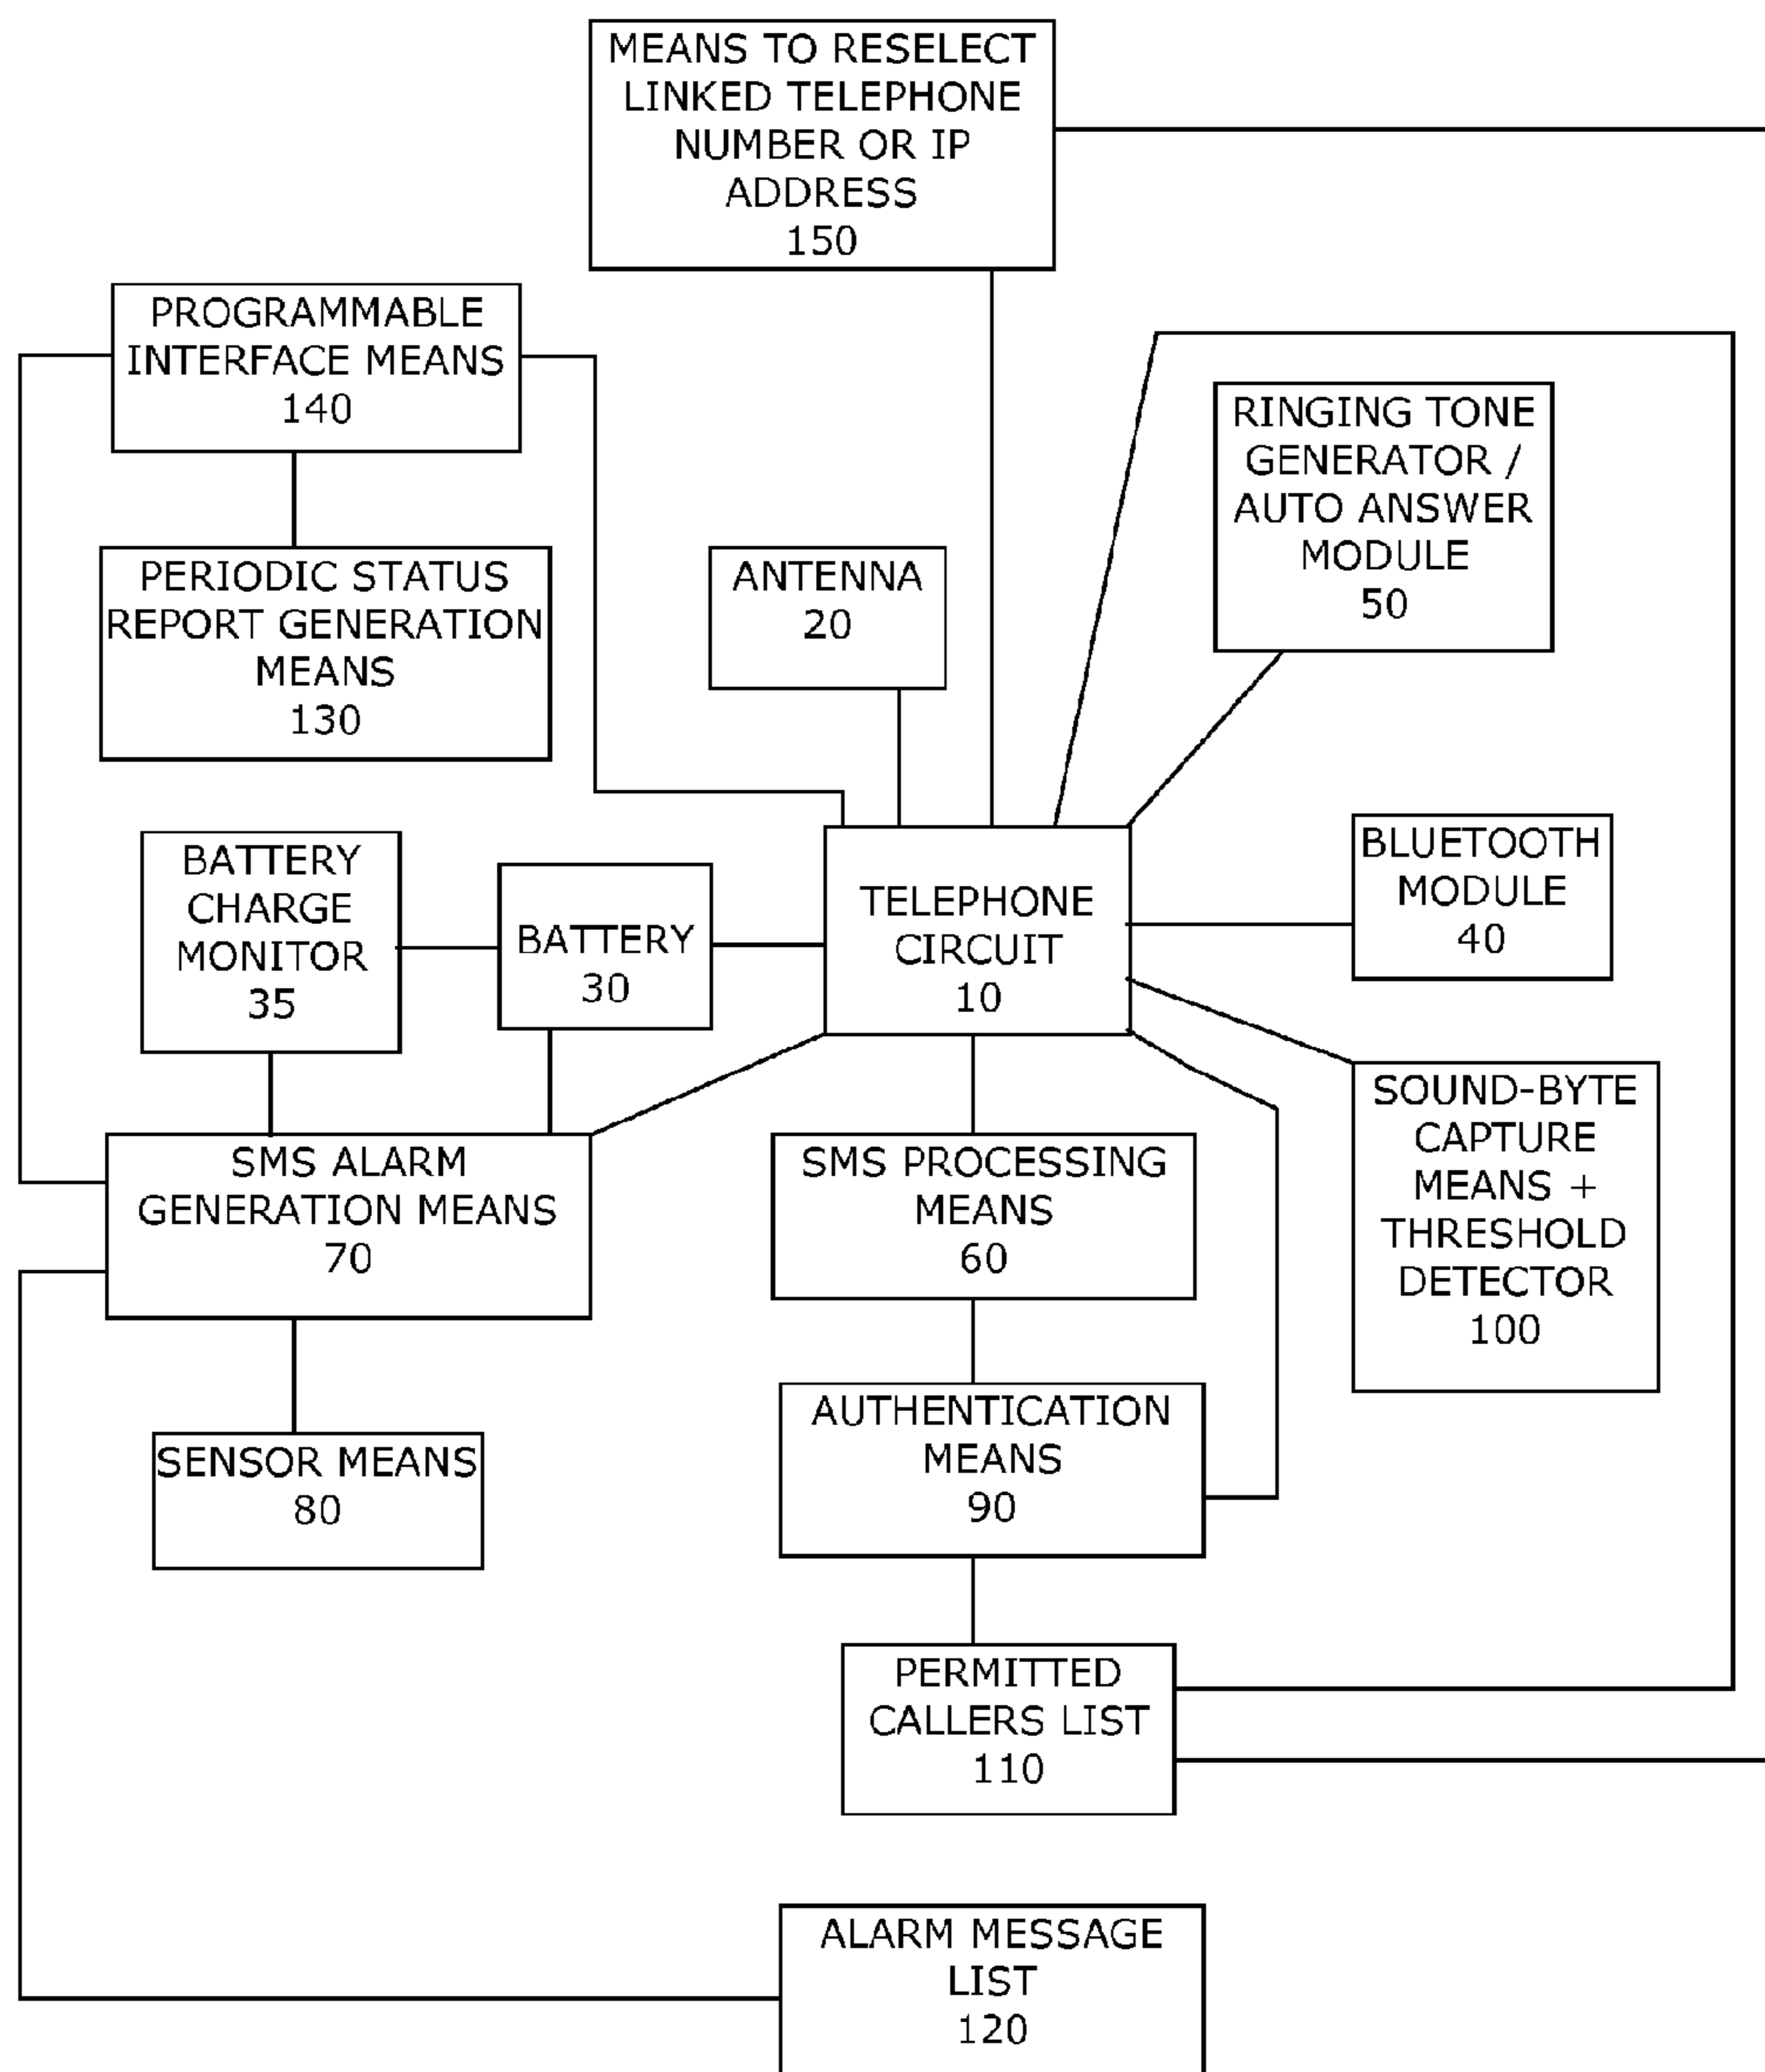 MEANS TO RESELECT
LINKED TELEPHONE
NUMBER OR IP
ADDRESS
150
PROGRAMMABLE
INTERFACE MEANS
140
RINGING TONE
GENERATOR /
AUTO ANSWER
MODULE
50
PERIODIC STATUS
REPORT GENERATION
MEANS
130
ANTENNA
20
BATTERY
CHARGE
MONITOR
35
BATTERY
30
TELEPHONE
CIRCUIT
10
BLUETOOTH
MODULE
40
SOUND-BYTE
CAPTURE
MEANS +
THRESHOLD
DETECTOR
100
SMS ALARM
GENERATION MEANS
70
SMS PROCESSING
MEANS
60
SENSOR MEANS
80
AUTHENTICATION
MEANS
90
PERMITTED
CALLERS LIST
110
ALARM MESSAGE
LIST
120